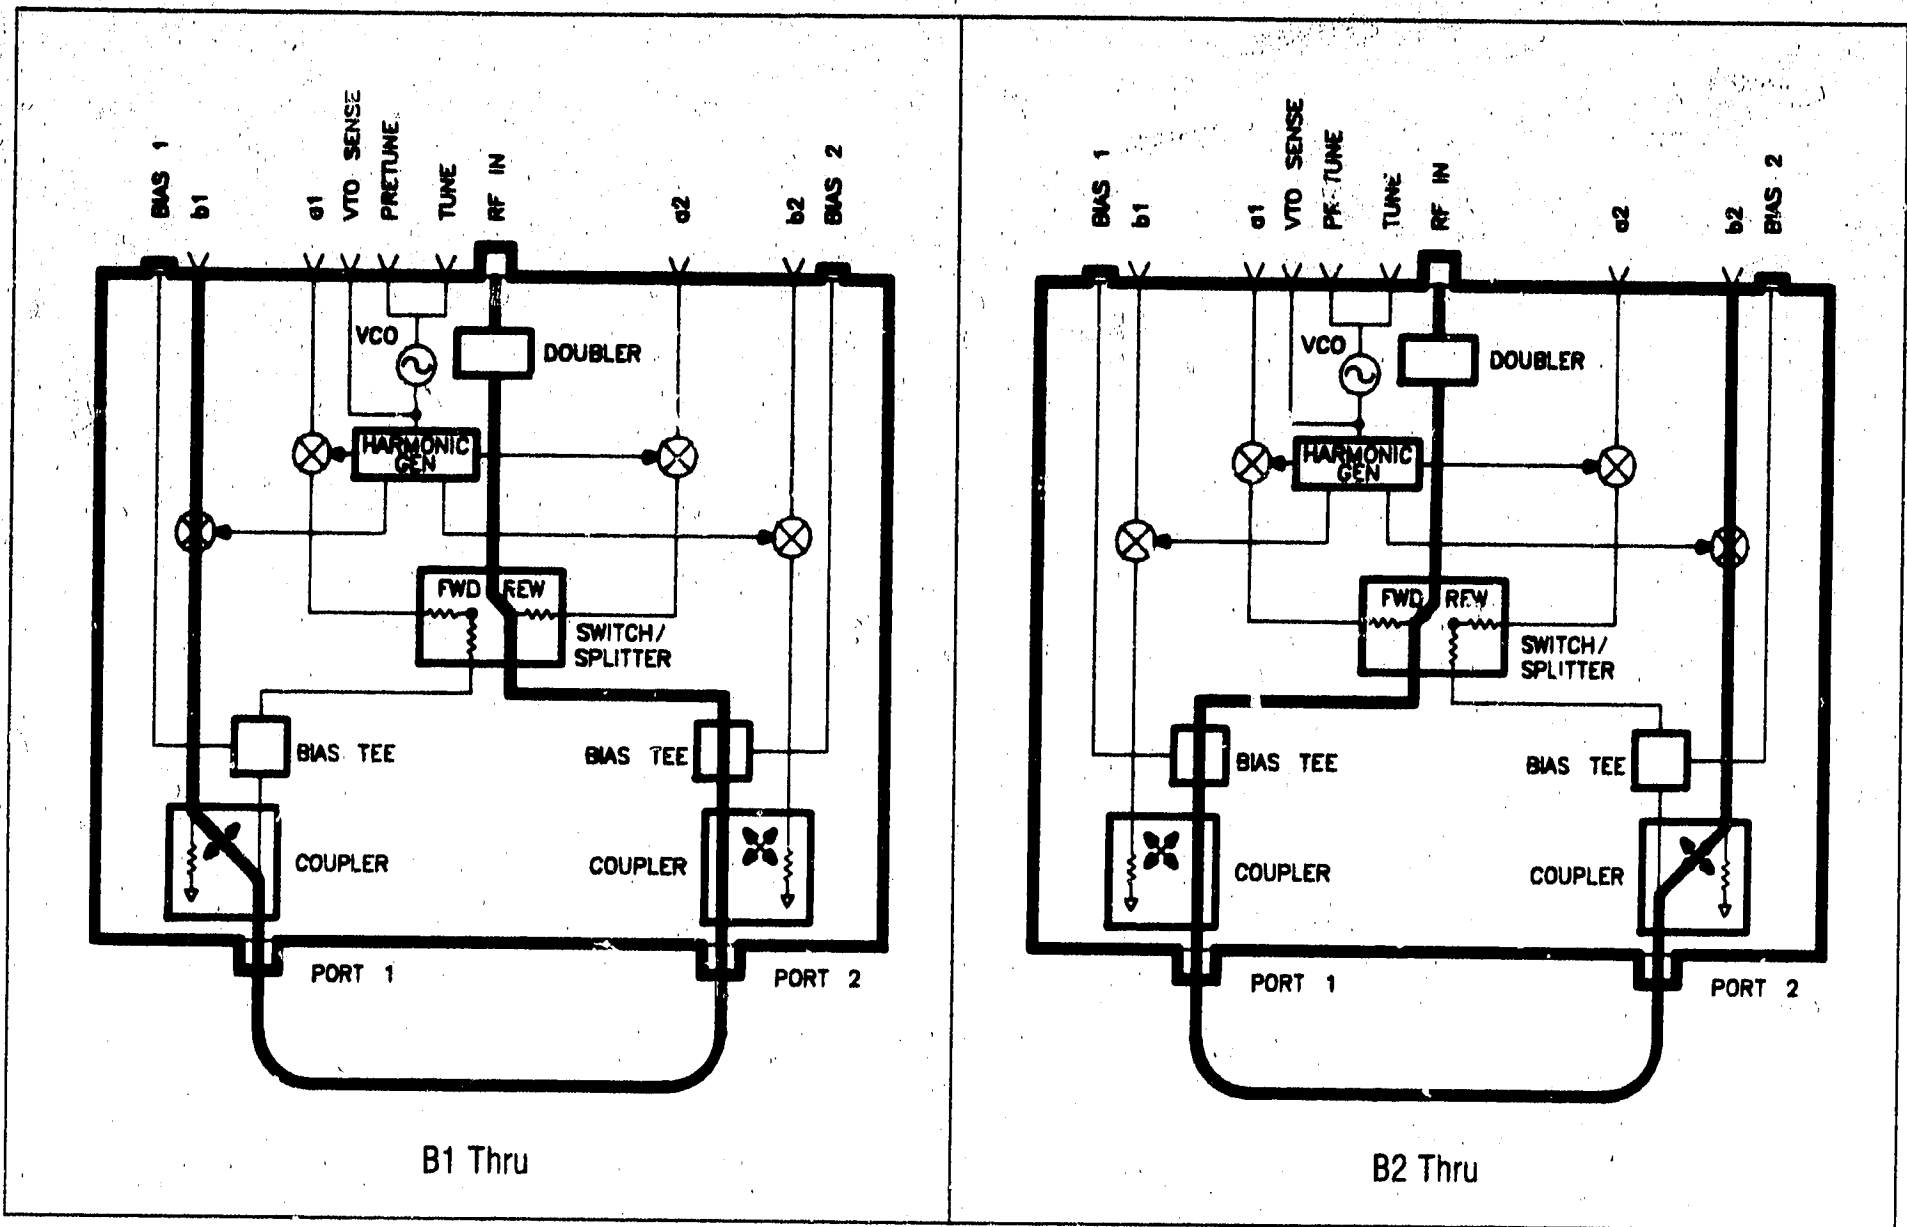 BIAS 1
b1
a1
VTO SENSE
PRETUNE
TUNE
RF IN
a2
b2
BIAS 2
VCO
DOUBLER
HARMONIC
GEN
FWD REW
SWITCH/
SPLITTER
BIAS TEE
BIAS TEE
COUPLER
COUPLER
PORT 1
PORT 2
B1 Thru
BIAS 1
b1
a1
VTO SENSE
TUNE
RF IN
a2
b2
BIAS 2
VCO
DOUBLER
HARMONIC
GEN
FWD
SWITCH/
SPLITTER
BIAS TEE
BIAS TEE
COUPLER
COUPLER
PORT 1
PORT 2
B2 Thru